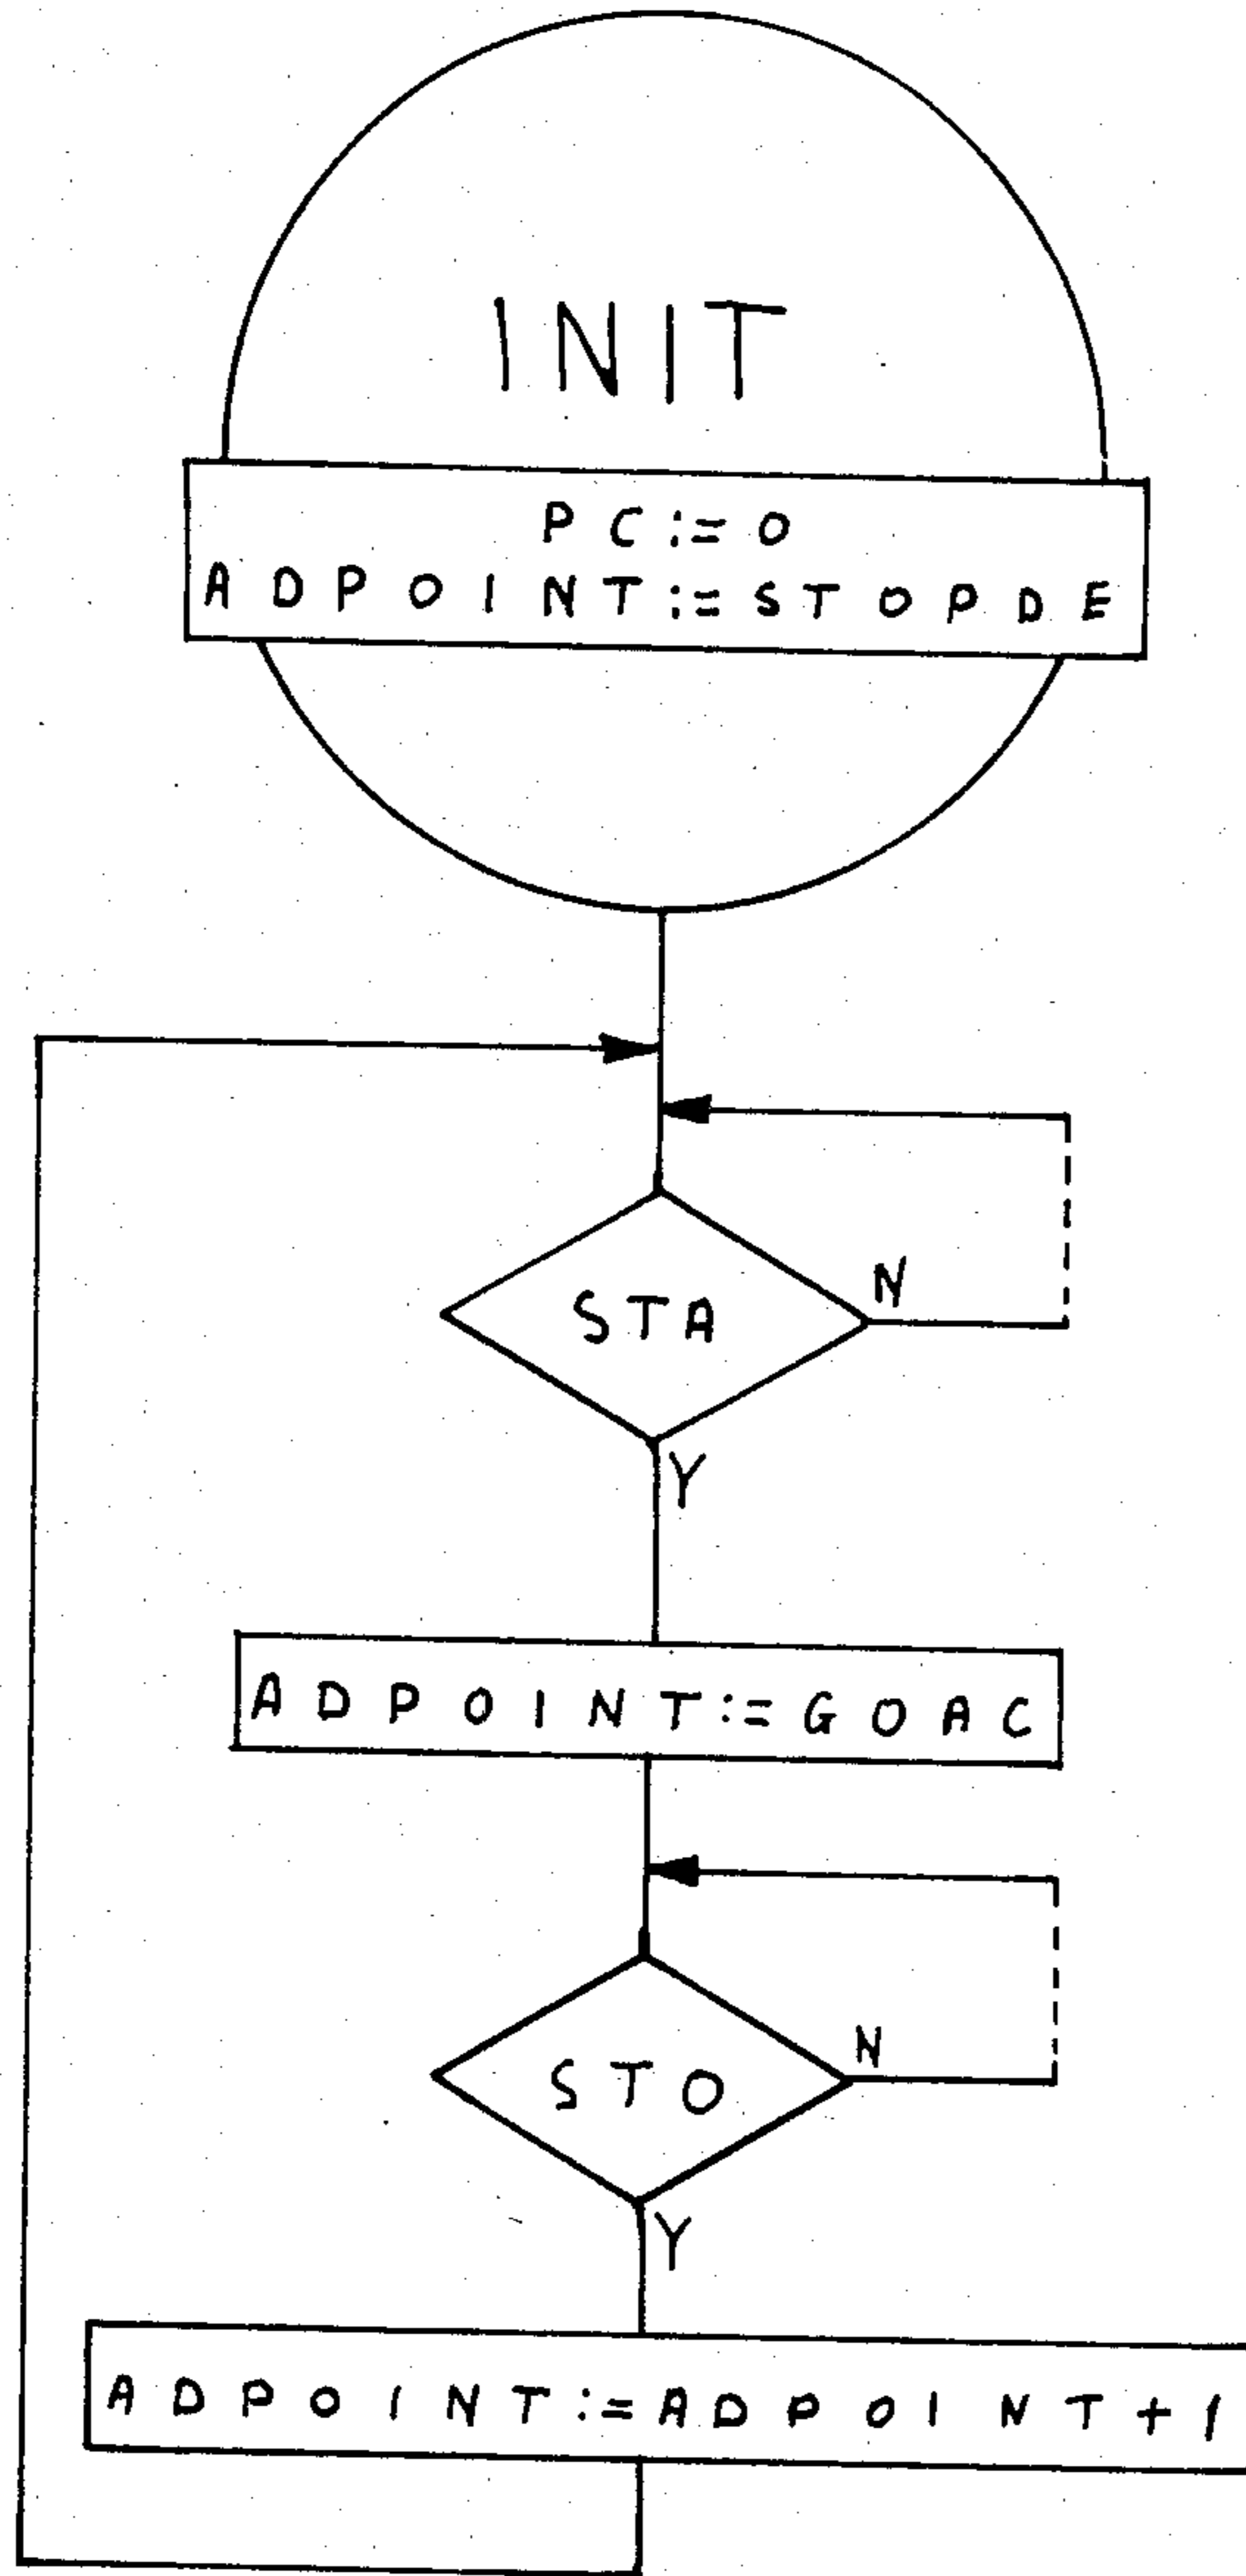 INIT
PC:=0
ADPOINT:=STOPDE
STA
N
Y
ADPOINT:=GOAC
STO
N
Y
ADPOINT:=ADPOINT+1